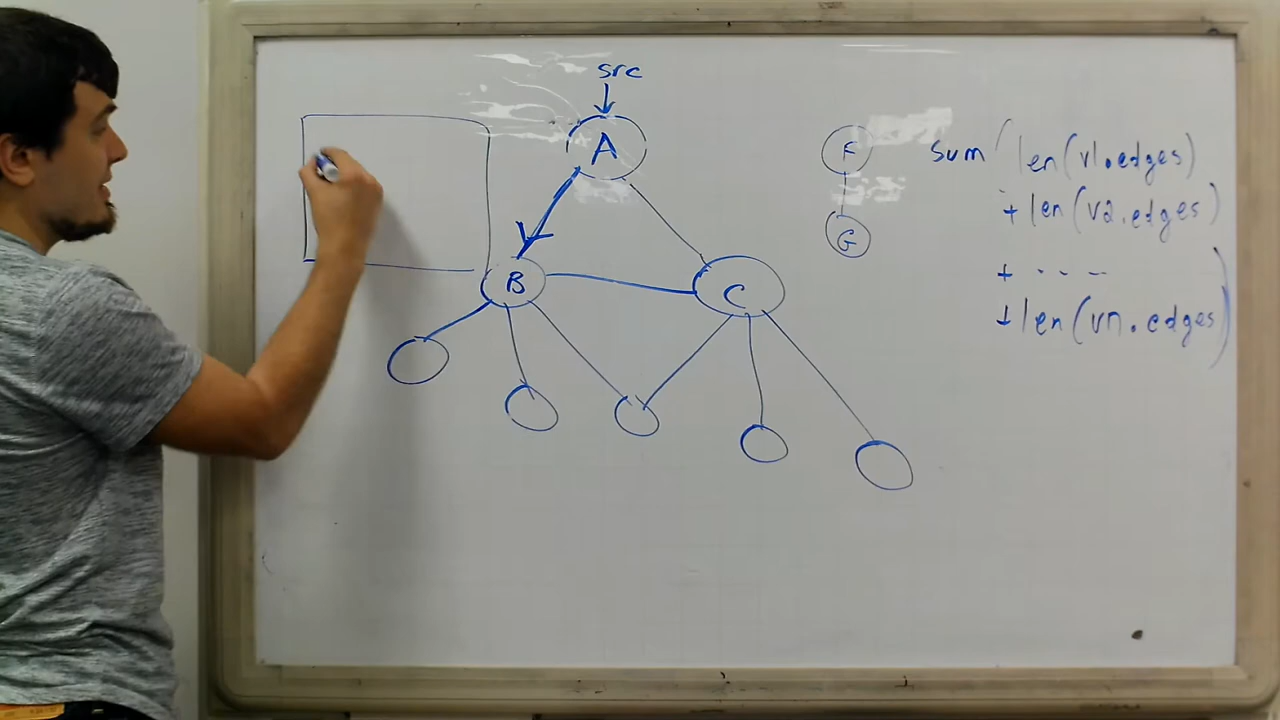 src
A
B
C
F
G
sum (len(v1.edges)
+ len(v2.edges)
+ ....
+ len(vn.edges))